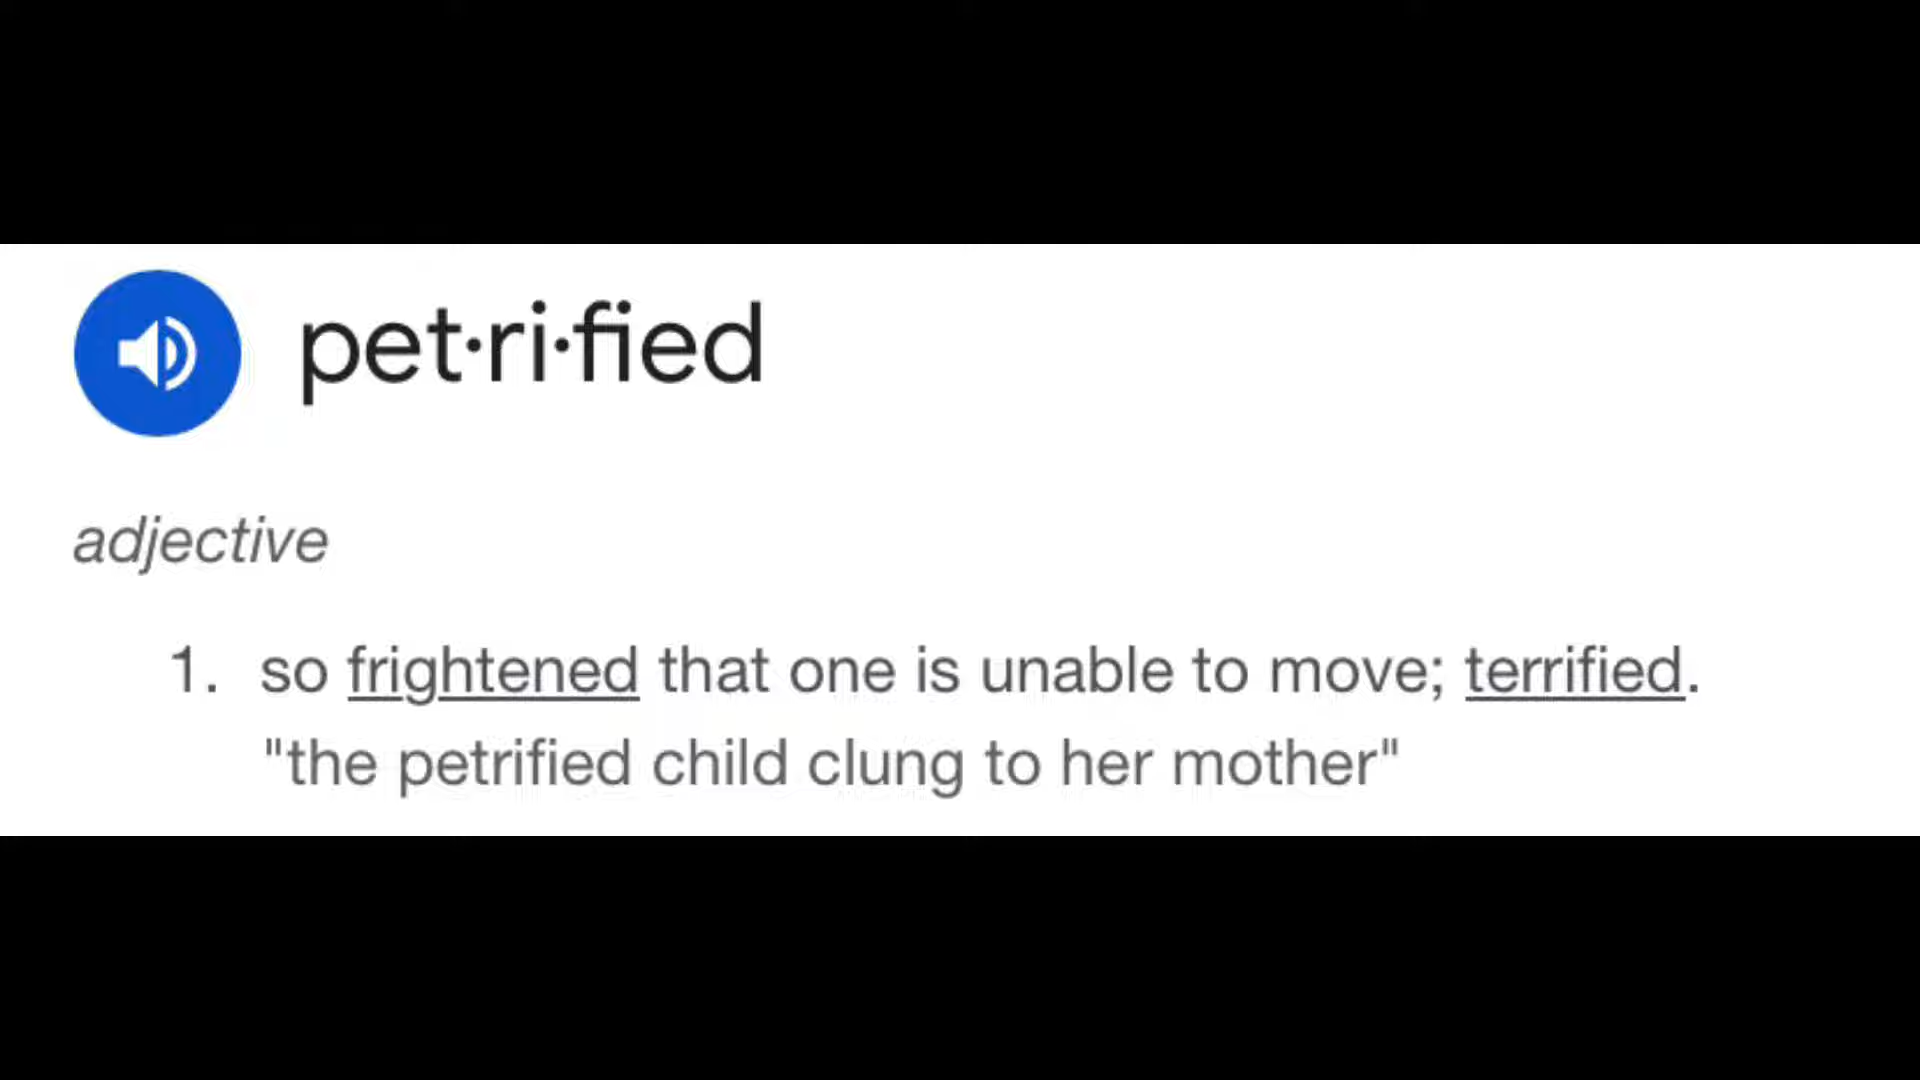 pet·ri·fied
adjective
1. so frightened that one is unable to move; terrified.
"the petrified child clung to her mother"